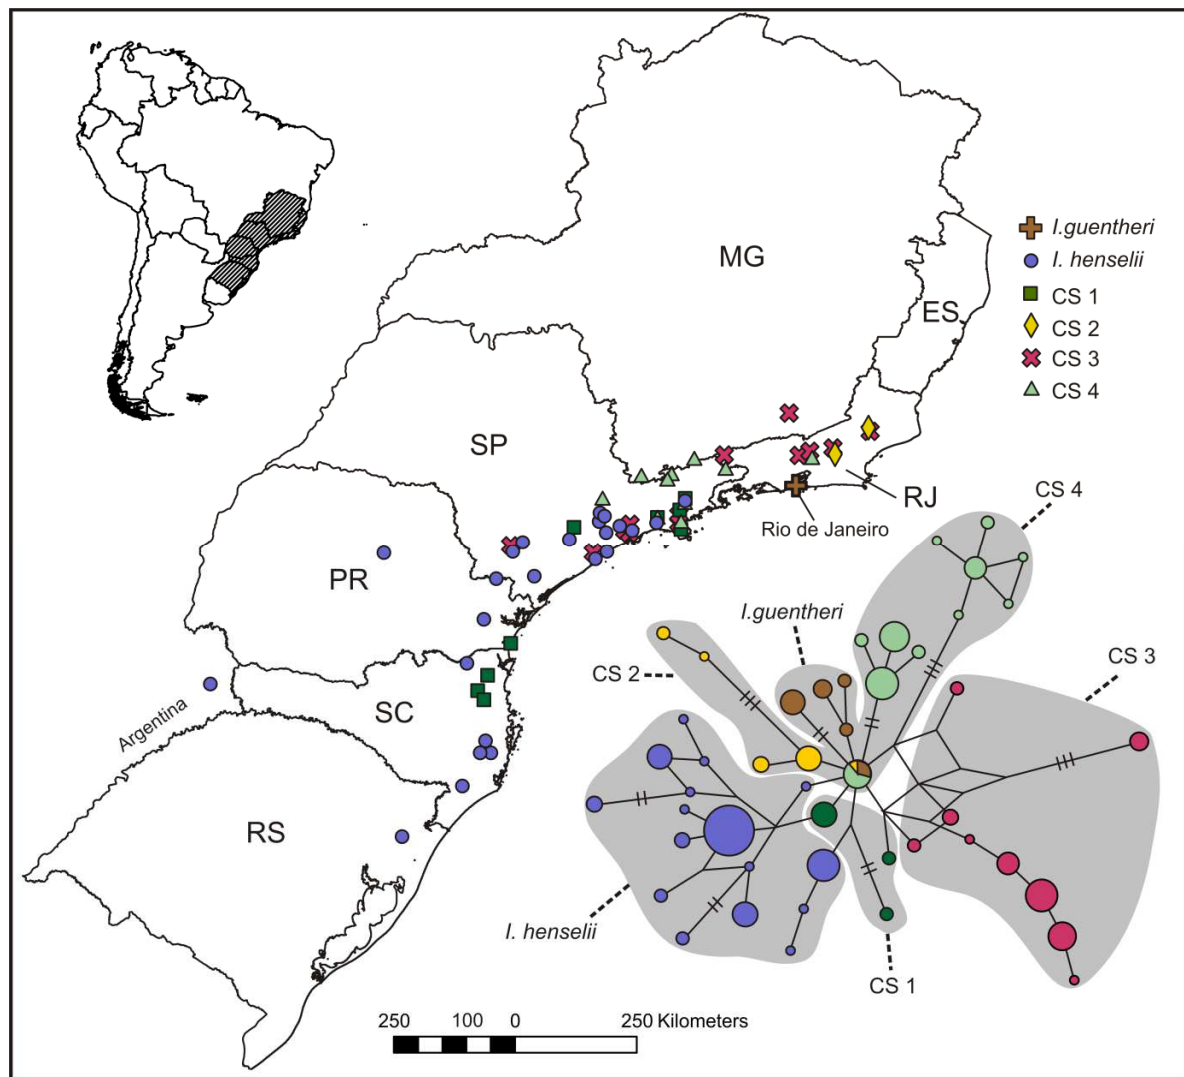 MG
ES
I.guentheri
I. henselii
CS 1
CS 2
CS 3
CS 4
SP
RJ
Rio de Janeiro
PR
CS 4
I.guentheri
CS 3
CS 2
Argentina
SC
RS
I. henselii
CS 1
250 100 0 250 Kilometers